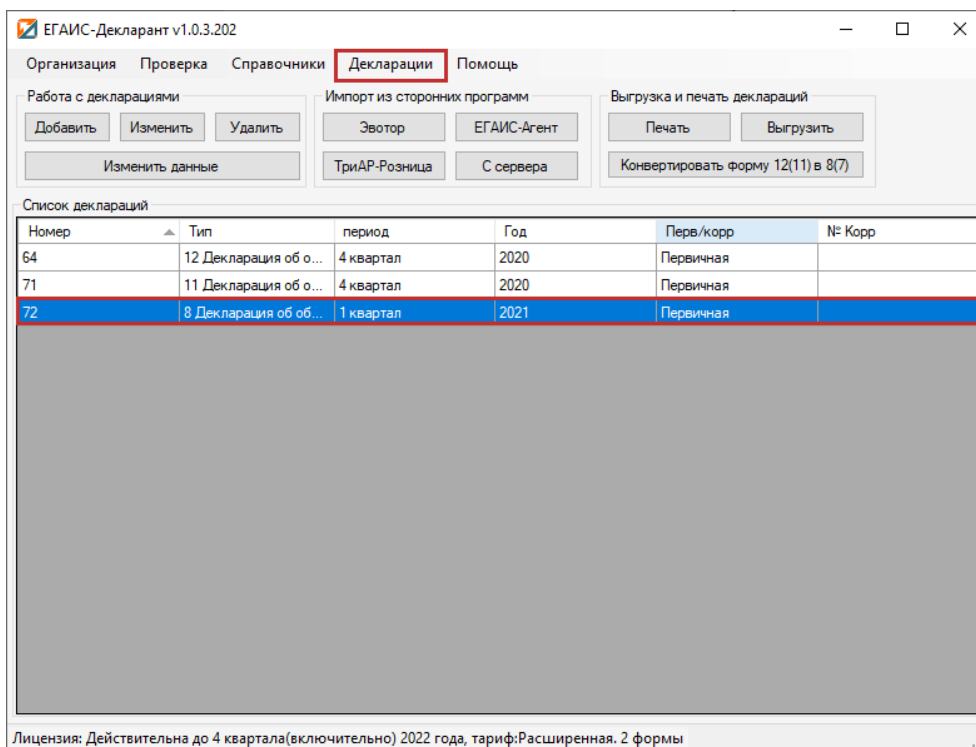 ЕГАИС-Декларант v1.0.3.202
Организация Проверка Справочники Декларации Помощь
Работа с декларациями Импорт из сторонних программ Выгрузка и печать деклараций
Добавить Изменить Удалить Эвотор ЕГАИС-Агент Печать Выгрузить
Изменить данные ТриАР-Розница С сервера Конвертировать форму 12(11) в 8(7)
Список деклараций
Номер Тип период Год Перв/корр № Корр
64 12 Декларация об о... 4 квартал 2020 Первичная
71 11 Декларация об о... 4 квартал 2020 Первичная
72 8 Декларация об об... 1 квартал 2021 Первичная
Лицензия: Действительна до 4 квартала(включительно) 2022 года, тариф:Расширенная. 2 формы